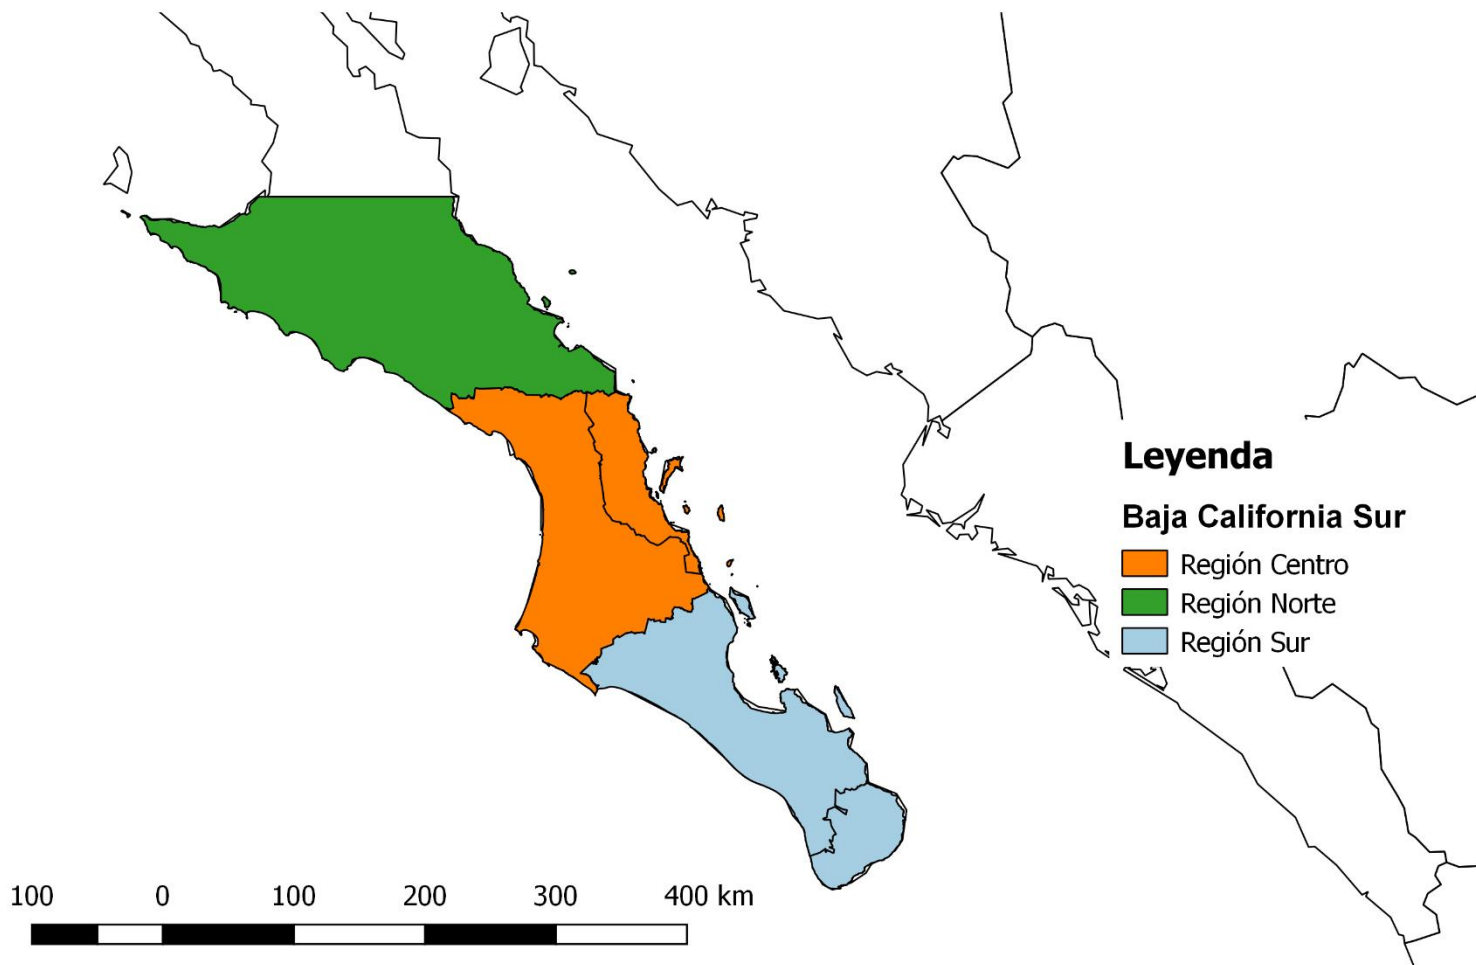 Leyenda
Baja California Sur
Región Centro
Región Norte
Región Sur
100 0 100 200 300 400 km